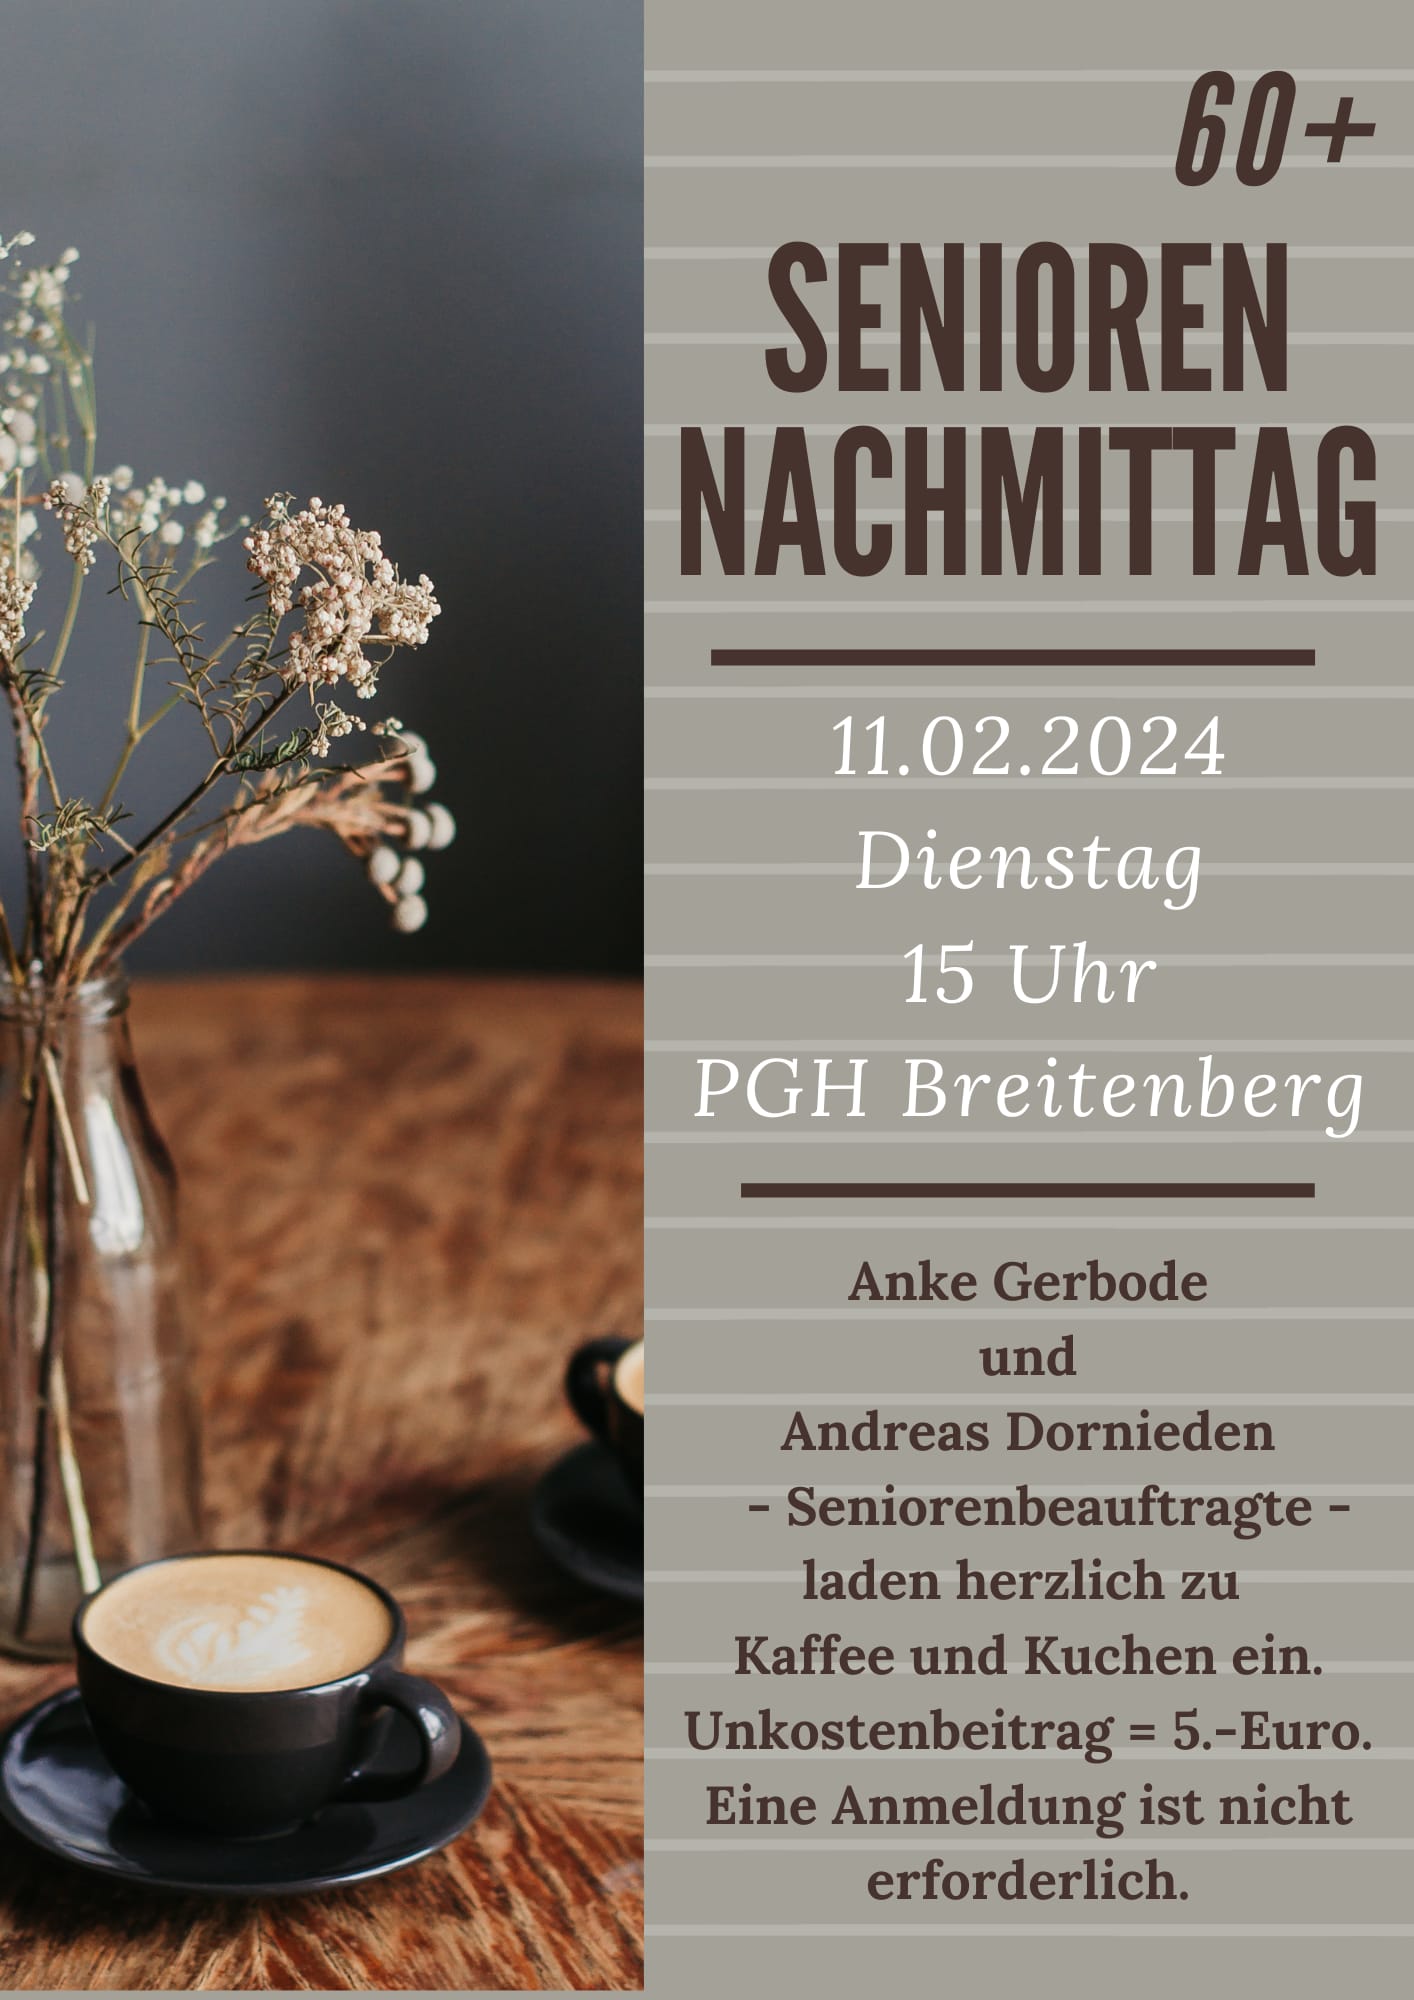 60+
SENIOREN
NACHMITTAG
11.02.2024
Dienstag
15 Uhr
PGH Breitenberg
Anke Gerbode
und
Andreas Dornieden
- Seniorenbeauftragte -
laden herzlich zu
Kaffee und Kuchen ein.
Unkostenbeitrag = 5.-Euro.
Eine Anmeldung ist nicht
erforderlich.